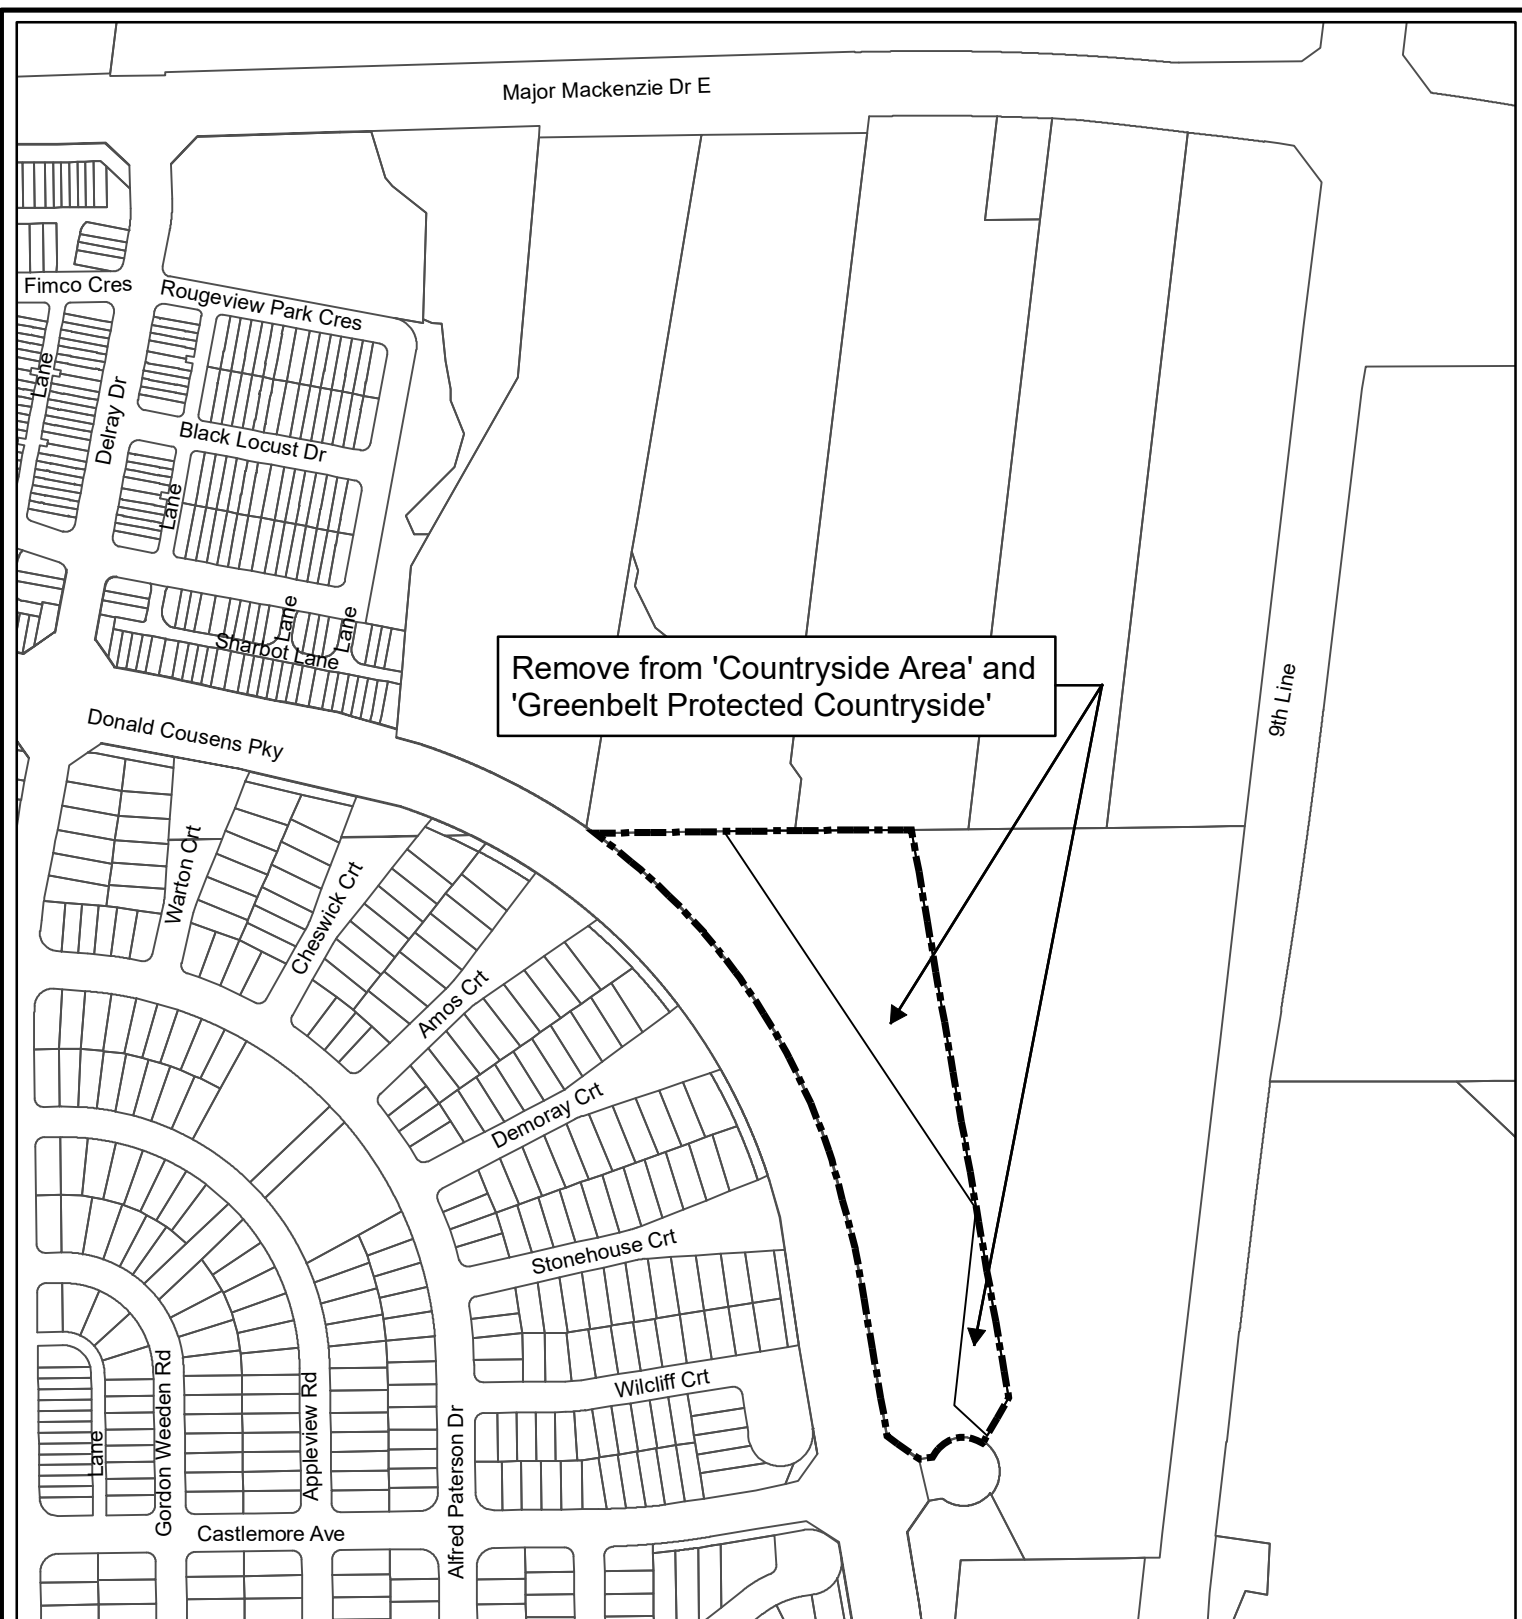 Major Mackenzie Dr E
Fimco Cres
Rougeview Park Cres
Lane
Delray Dr
Black Locust Dr
Lane
Lane
Lane
Sharbot Lane
Remove from 'Countryside Area' and
'Greenbelt Protected Countryside'
9th Line
Donald Cousens Pky
Warton Crt
Cheswick Crt
Amos Crt
Demoray Crt
Stonehouse Crt
Wilcliff Crt
Lane
Gordon Weeden Rd
Appleview Rd
Alfred Paterson Dr
Castlemore Ave